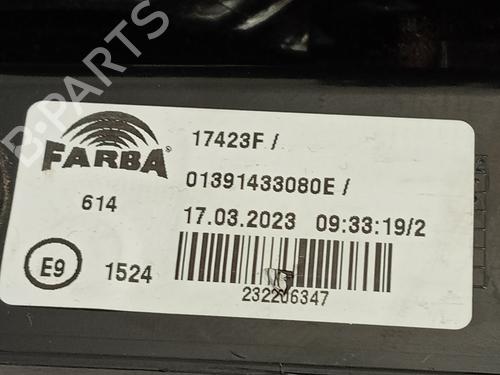 FARBA®
17423F /
01391433080E /
614
17.03.2023 09:33:19/2
E9
1524
232206347
B-PARTS